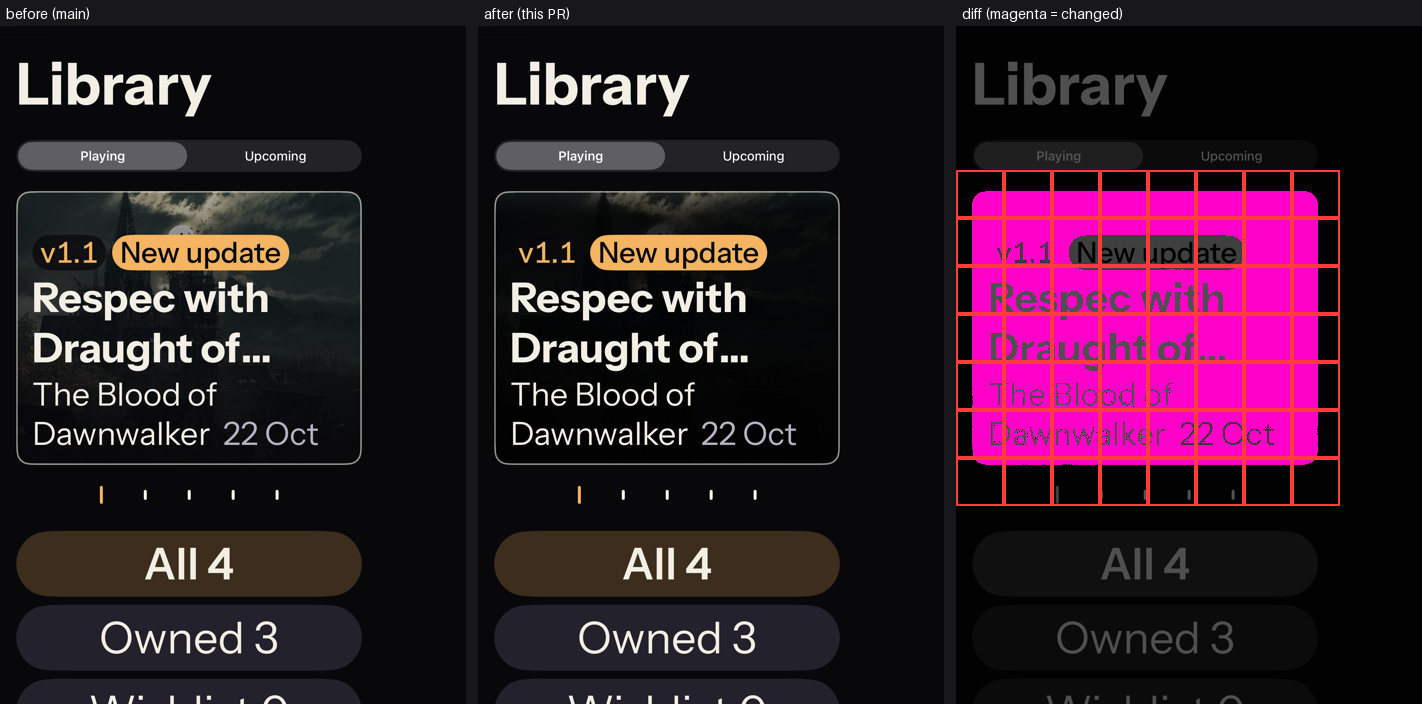 before (main)
Library
Playing Upcoming
v1.1 New update
Respec with
Draught of...
The Blood of
Dawnwalker 22 Oct
All 4
Owned 3
after (this PR)
Library
Playing Upcoming
v1.1 New update
Respec with
Draught of...
The Blood of
Dawnwalker 22 Oct
All 4
Owned 3
diff (magenta = changed)
Library
Playing Upcoming
v1.1 New update
Respec with
Draught of...
The Blood of
Dawnwalker 22 Oct
All 4
Owned 3